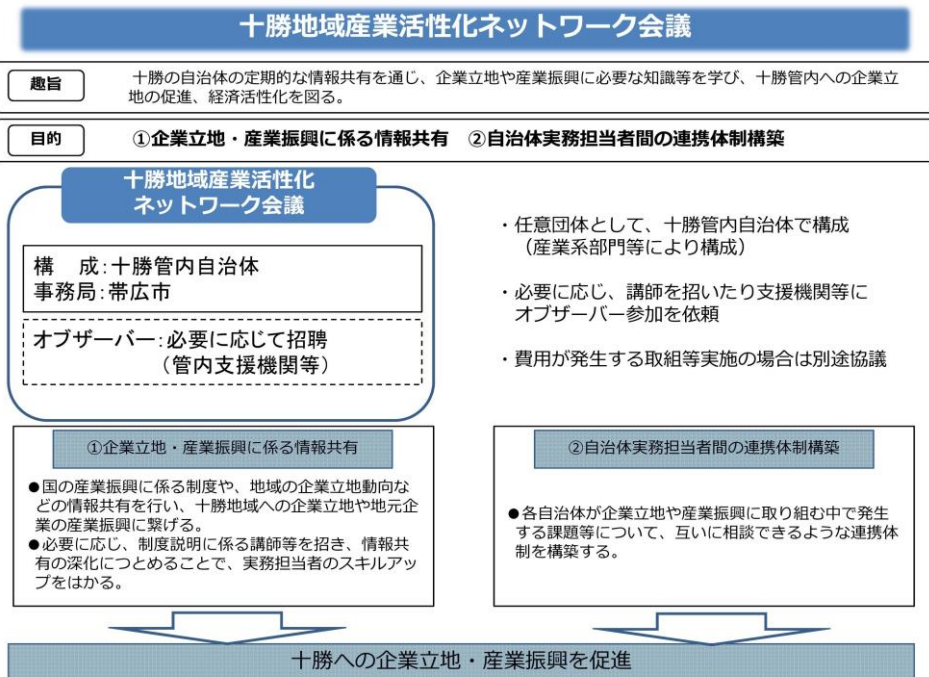 十勝地域産業活性化ネットワーク会議
趣旨
十勝の自治体の定期的な情報共有を通じ、企業立地や産業振興に必要な知識等を学び、十勝管内への企業立
地の促進、経済活性化を図る。
目的
①企業立地・産業振興に係る情報共有　②自治体実務担当者間の連携体制構築
十勝地域産業活性化
ネットワーク会議
構　成：十勝管内自治体
事務局：帯広市
オブザーバー：必要に応じて招聘
（管内支援機関等）
・任意団体として、十勝管内自治体で構成
（産業系部門等により構成）
・必要に応じ、講師を招いたり支援機関等に
オブザーバー参加を依頼
・費用が発生する取組等実施の場合は別途協議
①企業立地・産業振興に係る情報共有
●国の産業振興に係る制度や、地域の企業立地動向な
どの情報共有を行い、十勝地域への企業立地や地元企
業の産業振興に繋げる。
●必要に応じ、制度説明に係る講師等を招き、情報共
有の深化につとめることで、実務担当者のスキルアッ
プをはかる。
②自治体実務担当者間の連携体制構築
●各自治体が企業立地や産業振興に取り組む中で発生
する課題等について、互いに相談できるような連携体
制を構築する。
十勝への企業立地・産業振興を促進